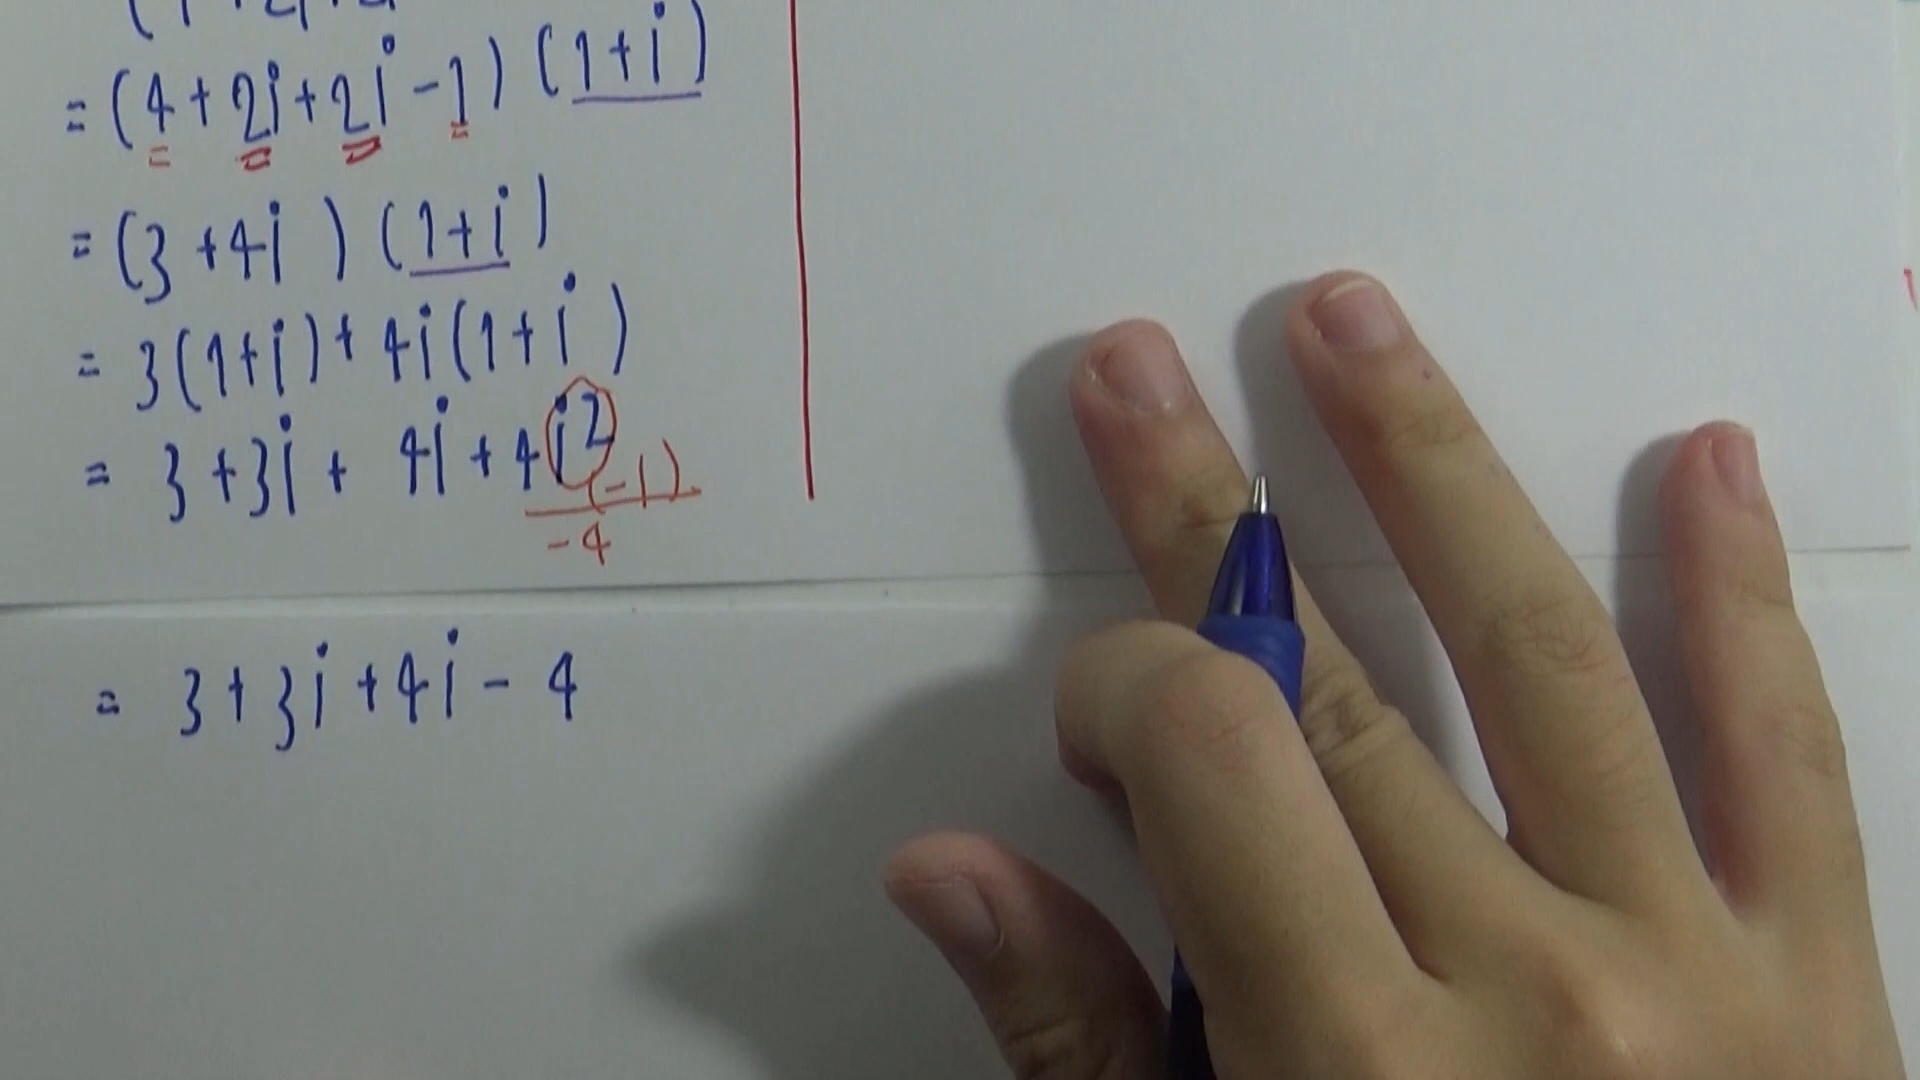 = (4 + 2i + 2i - 1) (1 + i)
= (3 + 4i) (1 + i)
= 3(1 + i) + 4i(1 + i)
= 3 + 3i + 4i + 4i²
(-1)
-4
= 3 + 3i + 4i - 4